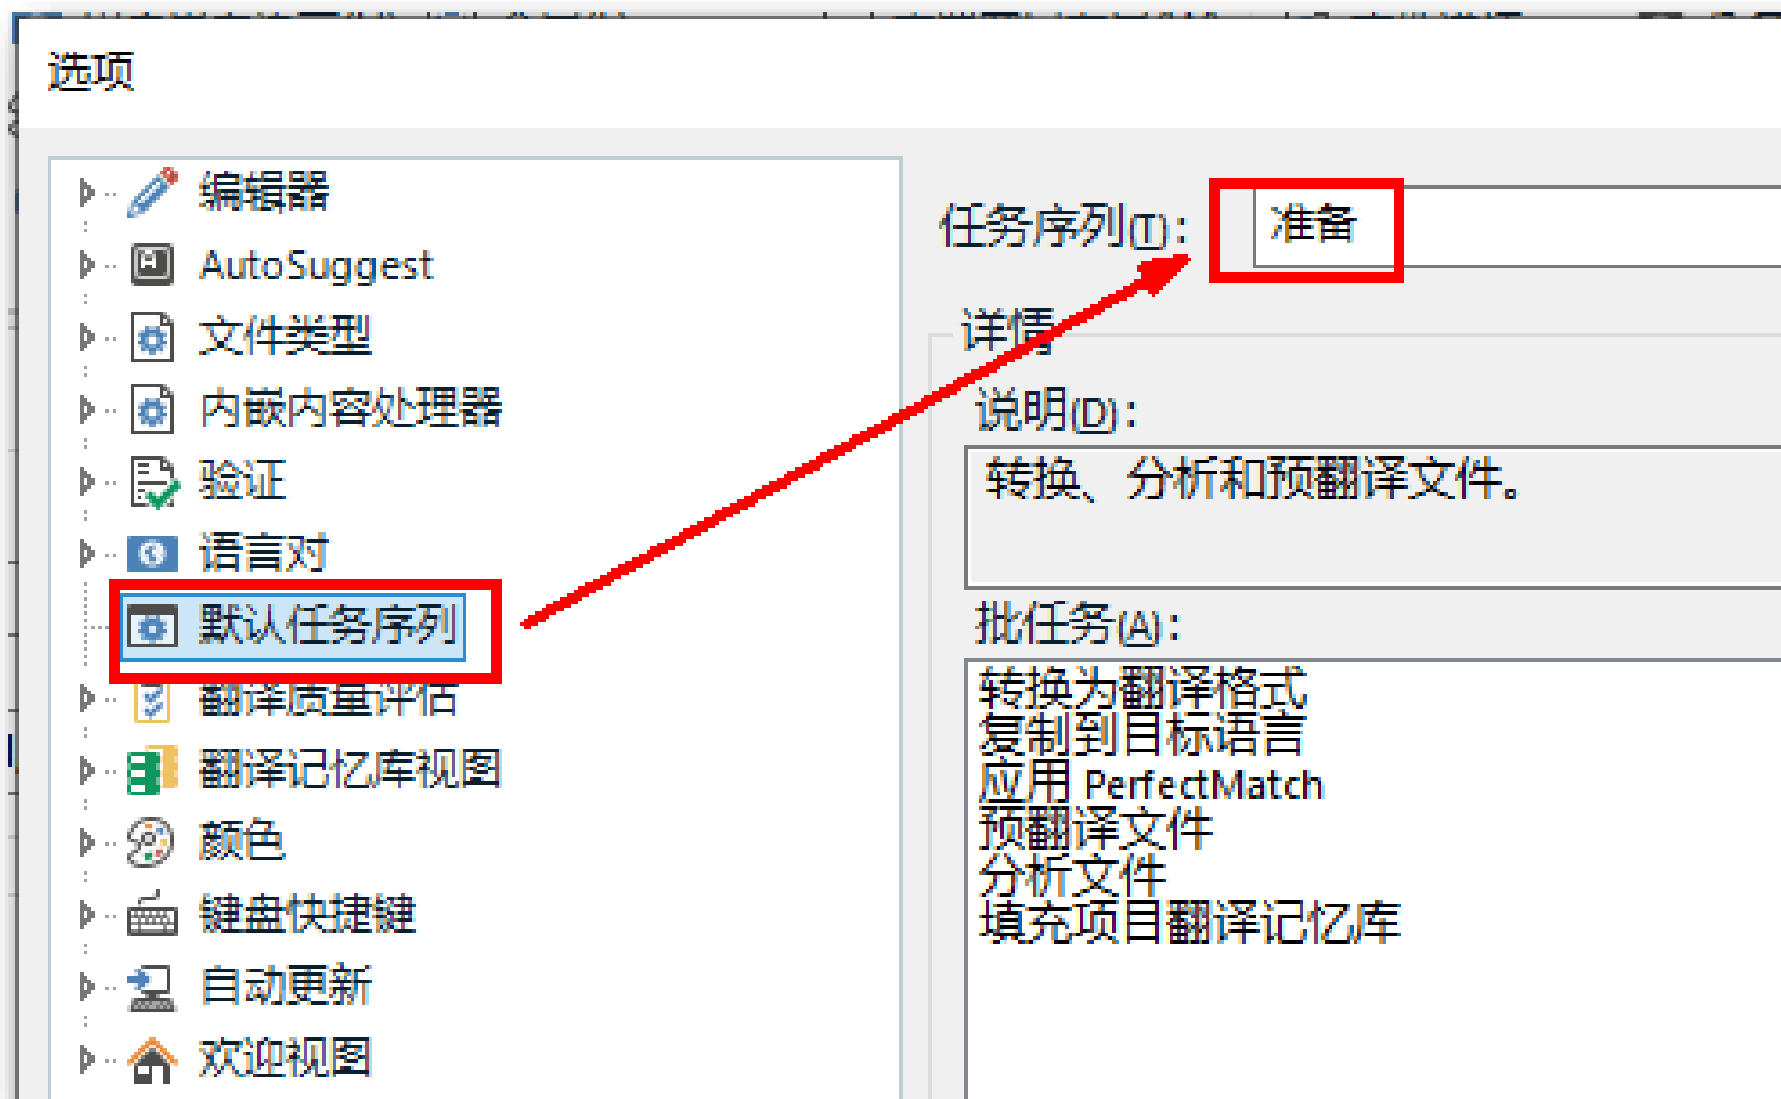 选项
编辑器
AutoSuggest
文件类型
内嵌内容处理器
验证
语言对
默认任务序列
翻译质量评估
翻译记忆库视图
颜色
键盘快捷键
自动更新
欢迎视图
任务序列(T)：
准备
详情
说明(D)：
转换、分析和预翻译文件。
批任务(A)：
转换为翻译格式
复制到目标语言
应用 PerfectMatch
预翻译文件
分析文件
填充项目翻译记忆库